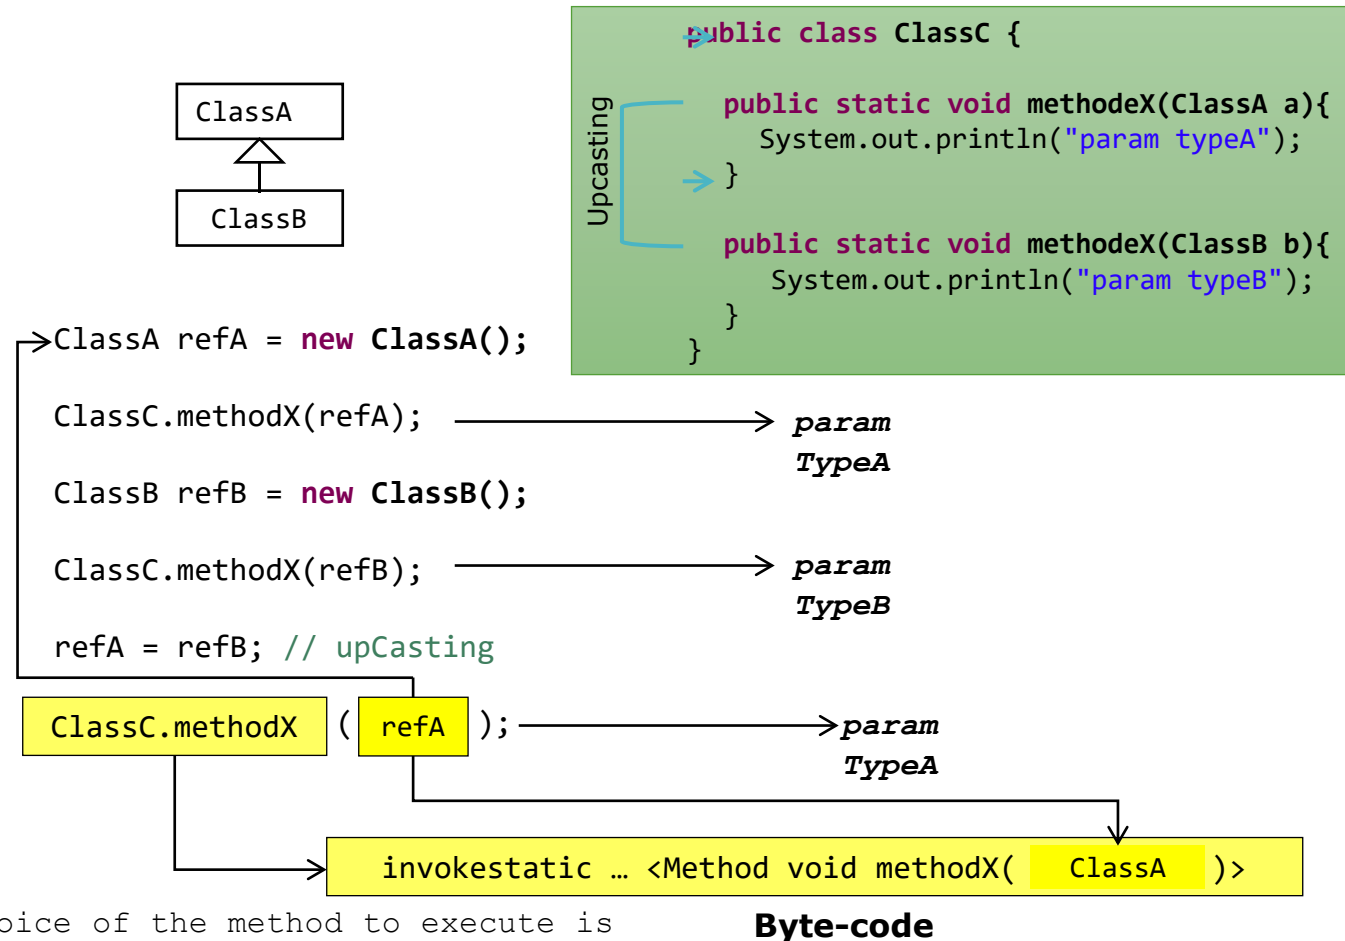 public class ClassC {
public static void methodeX(ClassA a){
System.out.println("param typeA");
}
public static void methodeX(ClassB b){
System.out.println("param typeB");
}
}
Upcasting
ClassA
ClassB
ClassA refA = new ClassA();
ClassC.methodX(refA);
param
TypeA
ClassB refB = new ClassB();
ClassC.methodX(refB);
param
TypeB
refA = refB; // upCasting
ClassC.methodX ( refA );
param
TypeA
invokestatic … <Method void methodX( ClassA )>
of the method to execute is
Byte-code